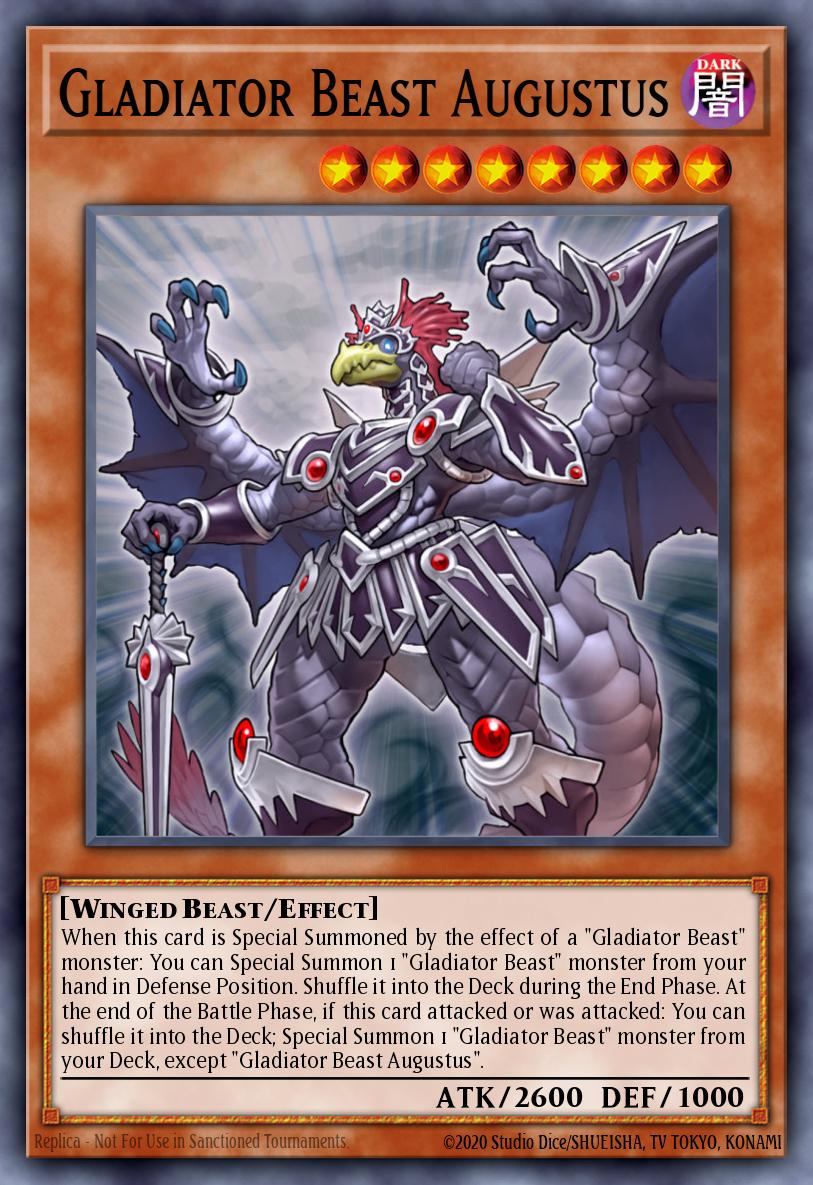 Gladiator Beast Augustus
DARK
闇
[Winged Beast/Effect]
When this card is Special Summoned by the effect of a "Gladiator Beast"
monster: You can Special Summon 1 "Gladiator Beast" monster from your
hand in Defense Position. Shuffle it into the Deck during the End Phase. At
the end of the Battle Phase, if this card attacked or was attacked: You can
shuffle it into the Deck; Special Summon 1 "Gladiator Beast" monster from
your Deck, except "Gladiator Beast Augustus".
ATK/2600 DEF/1000
Replica - Not For Use in Sanctioned Tournaments.
©2020 Studio Dice/SHUEISHA, TV TOKYO, KONAMI